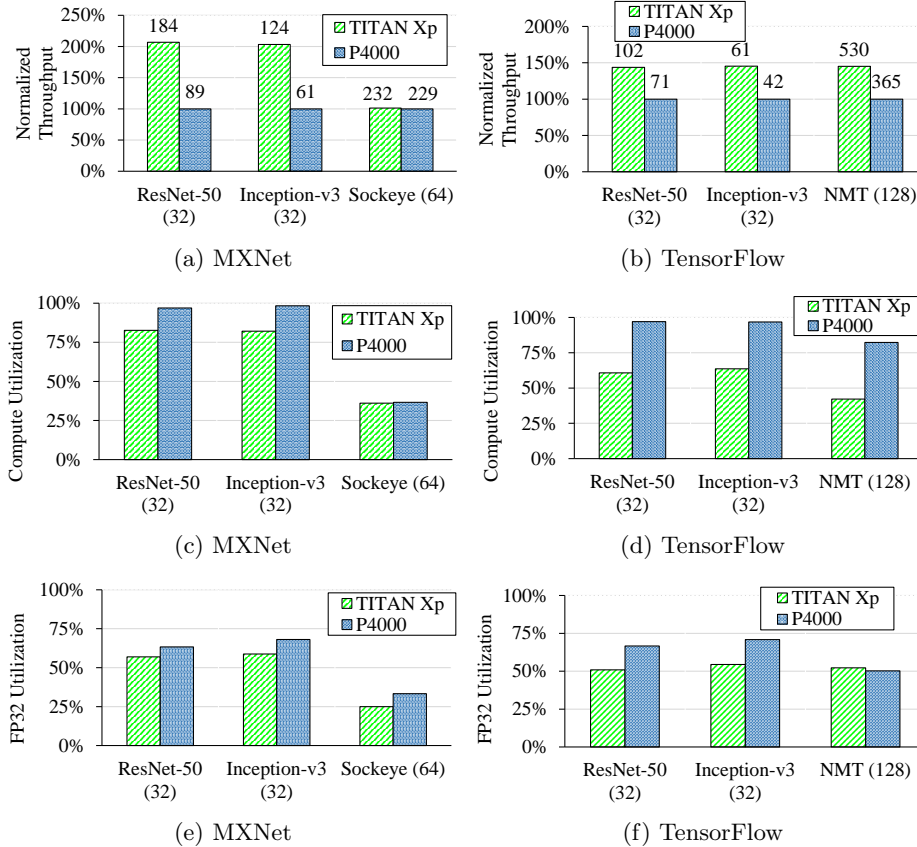 250%
200%
150%
100%
50%
0%
Normalized
Throughput
184
89
124
61
232
229
TITAN Xp
P4000
ResNet-50
(32)
Inception-v3
(32)
Sockeye (64)
(a) MXNet
200%
150%
100%
50%
0%
Normalized
Throughput
102
71
61
42
530
365
TITAN Xp
P4000
ResNet-50
(32)
Inception-v3
(32)
NMT (128)
(b) TensorFlow
100%
75%
50%
25%
0%
Compute Utilization
TITAN Xp
P4000
ResNet-50
(32)
Inception-v3
(32)
Sockeye (64)
(c) MXNet
100%
75%
50%
25%
0%
Compute Utilization
TITAN Xp
P4000
ResNet-50
(32)
Inception-v3
(32)
NMT (128)
(d) TensorFlow
100%
75%
50%
25%
0%
FP32 Utilization
TITAN Xp
P4000
ResNet-50
(32)
Inception-v3
(32)
Sockeye (64)
(e) MXNet
100%
75%
50%
25%
0%
FP32 Utilization
TITAN Xp
P4000
ResNet-50
(32)
Inception-v3
(32)
NMT (128)
(f) TensorFlow